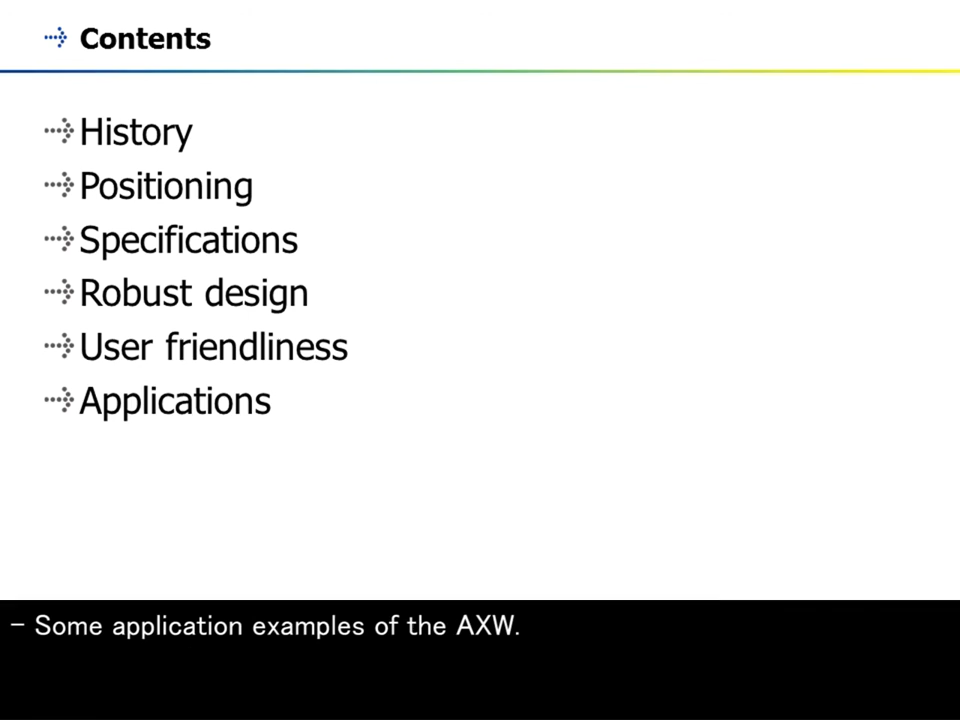 Contents
History
Positioning
Specifications
Robust design
User friendliness
Applications
- Some application examples of the AXW.